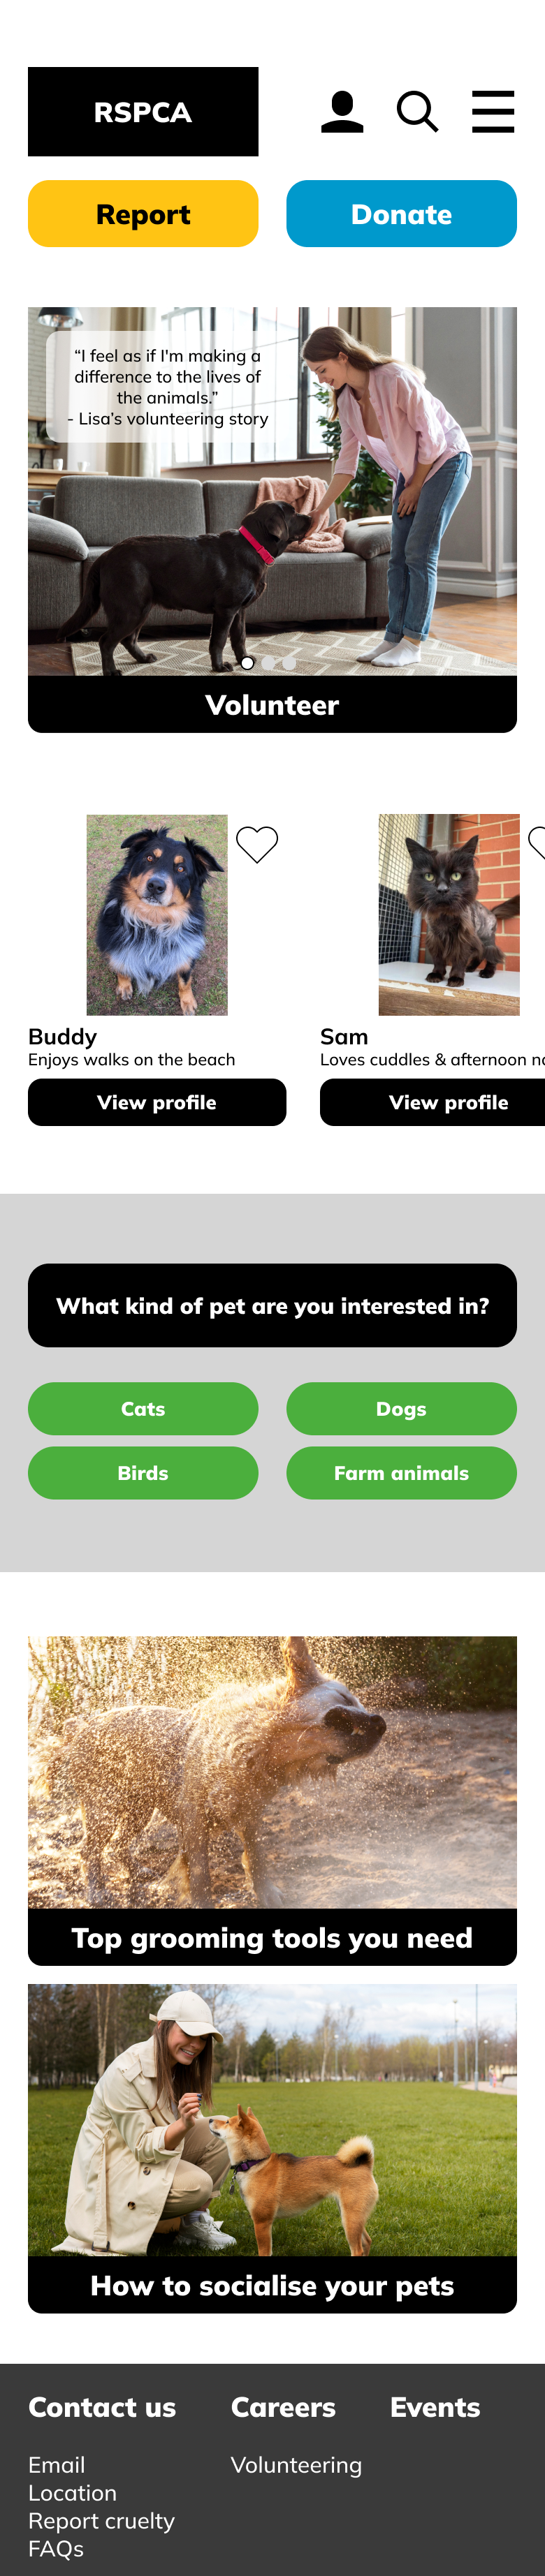 RSPCA
Report
Donate
“I feel as if I'm making a
difference to the lives of
the animals.”
- Lisa’s volunteering story
Volunteer
Buddy
Enjoys walks on the beach
View profile
Sam
Loves cuddles & afternoon
View profile
What kind of pet are you interested in?
Cats
Dogs
Birds
Farm animals
Top grooming tools you need
How to socialise your pets
Contact us
Email
Location
Report cruelty
FAQs
Careers
Volunteering
Events